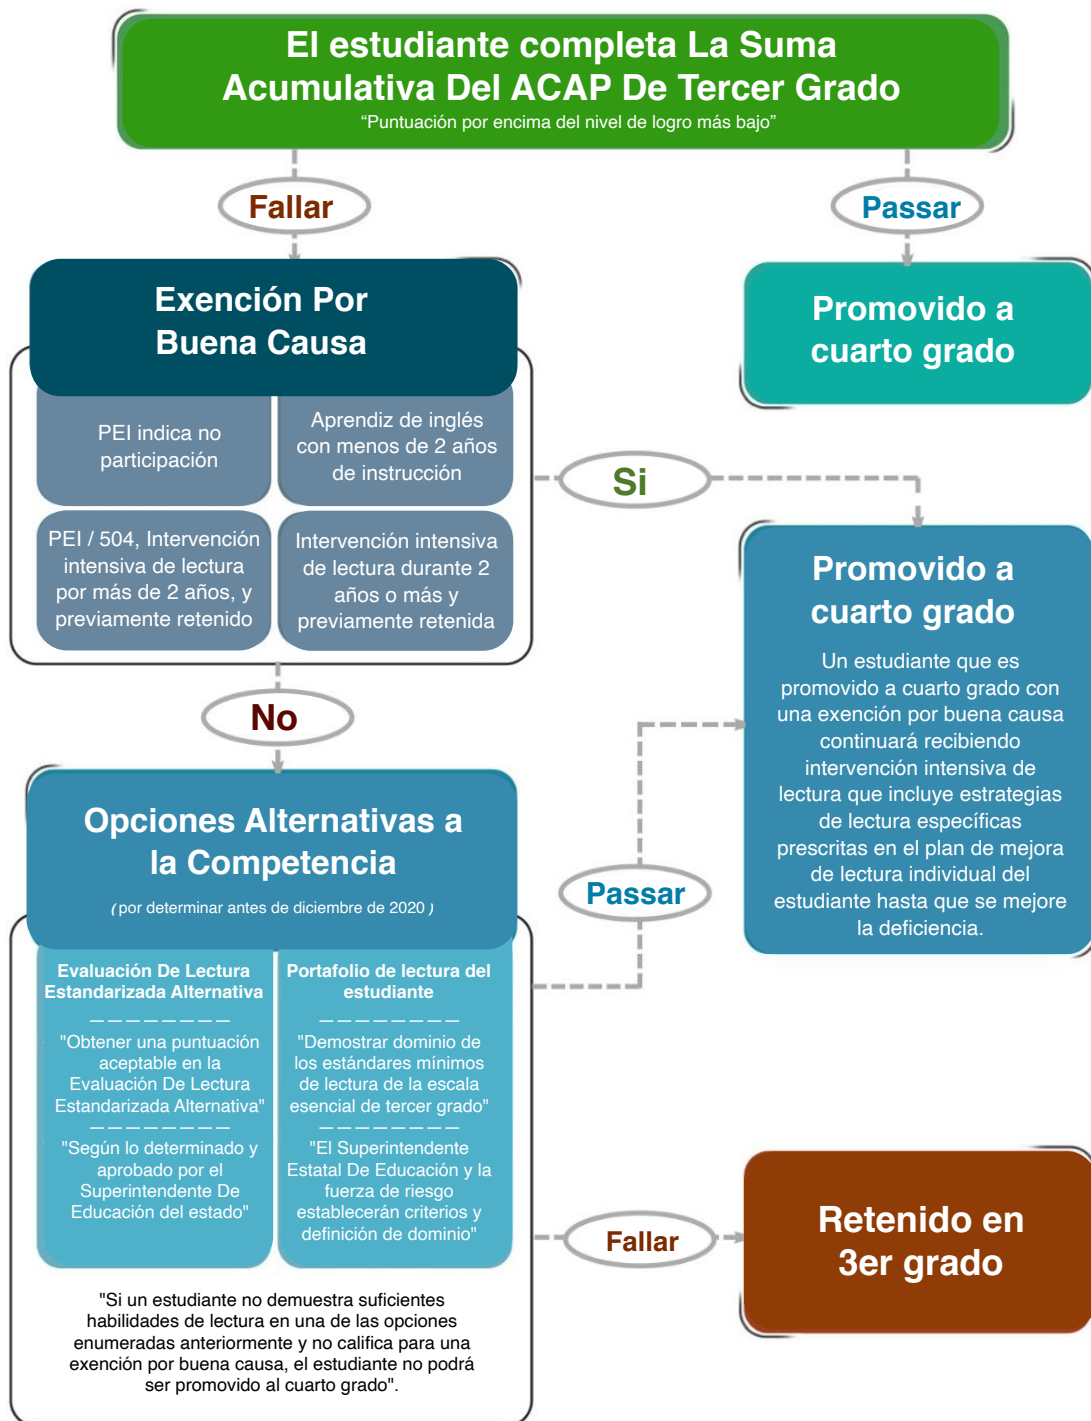 El estudiante completa La Suma
Acumulativa Del ACAP De Tercer Grado
“Puntuación por encima del nivel de logro más bajo”
Fallar
Passar
Exención Por
Buena Causa
Promovido a
cuarto grado
PEI indica no
participación
Aprendiz de inglés
con menos de 2 años
de instrucción
PEI / 504, Intervención
intensiva de lectura
por más de 2 años, y
previamente retenido
Intervención intensiva
de lectura durante 2
años o más y
previamente retenida
Si
Promovido a
cuarto grado
Un estudiante que es
promovido a cuarto grado con
una exención por buena causa
continuará recibiendo
intervención intensiva de
lectura que incluye estrategias
de lectura específicas
prescritas en el plan de mejora
de lectura individual del
estudiante hasta que se mejore
la deficiencia.
No
Opciones Alternativas a
la Competencia
(por determinar antes de diciembre de 2020)
Passar
Evaluación De Lectura
Estandarizada Alternativa
"Obtener una puntuación
aceptable en la
Evaluación De Lectura
Estandarizada Alternativa"
"Según lo determinado y
aprobado por el
Superintendente De
Educación del estado"
Portafolio de lectura del
estudiante
"Demostrar dominio de
los estándares mínimos
de lectura de la escala
esencial de tercer grado"
"El Superintendente
Estatal De Educación y la
fuerza de riesgo
establecerán criterios y
definición de dominio"
Fallar
Retenido en
3er grado
"Si un estudiante no demuestra suficientes
habilidades de lectura en una de las opciones
enumeradas anteriormente y no califica para una
exención por buena causa, el estudiante no podrá
ser promovido al cuarto grado".